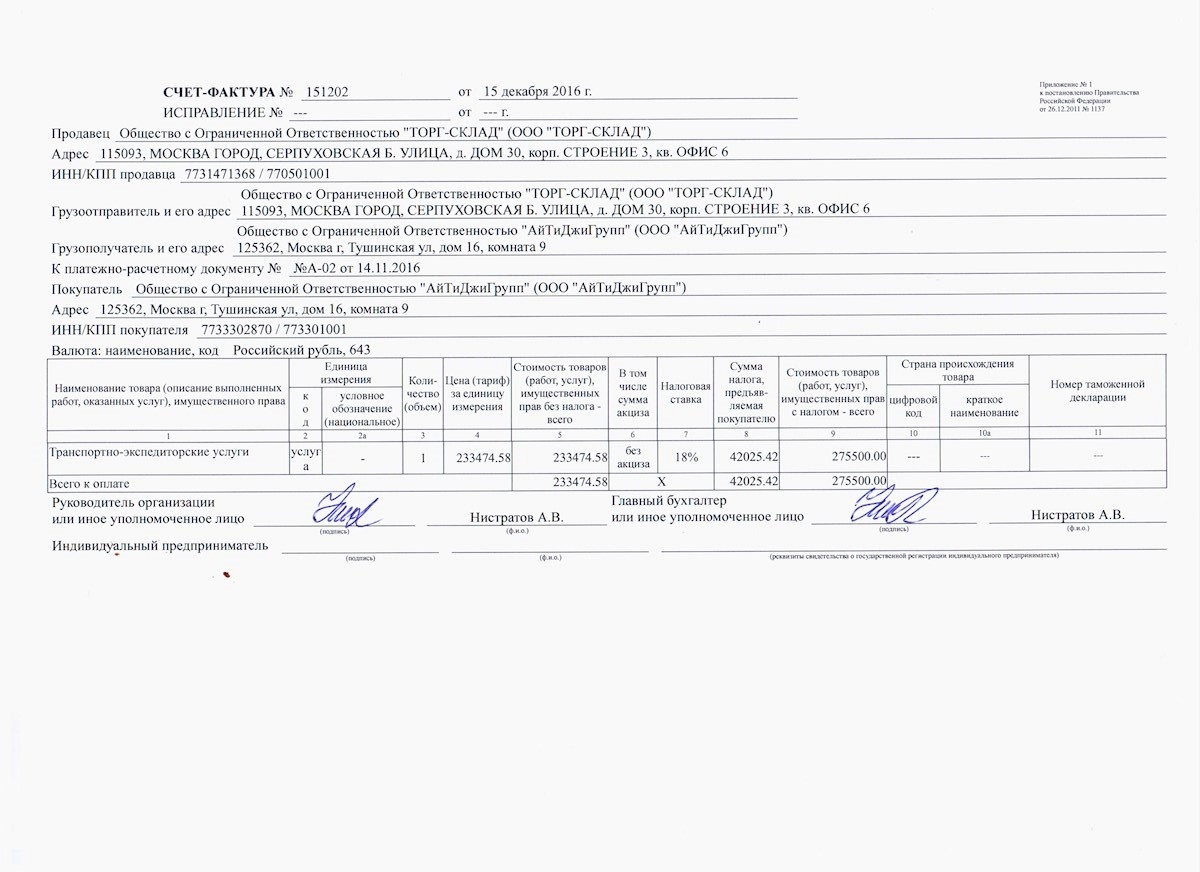 СЧЕТ-ФАКТУРА № 151202 от 15 декабря 2016 г.
ИСПРАВЛЕНИЕ № --- от --- г.
Приложение № 1
к постановлению Правительства
Российской Федерации
от 26.12.2011 № 1137
Продавец Общество с Ограниченной Ответственностью "ТОРГ-СКЛАД" (ООО "ТОРГ-СКЛАД")
Адрес 115093, МОСКВА ГОРОД, СЕРПУХОВСКАЯ Б. УЛИЦА, д. ДОМ 30, корп. СТРОЕНИЕ 3, кв. ОФИС 6
ИНН/КПП продавца 7731471368 / 770501001
Общество с Ограниченной Ответственностью "ТОРГ-СКЛАД" (ООО "ТОРГ-СКЛАД")
Грузоотправитель и его адрес 115093, МОСКВА ГОРОД, СЕРПУХОВСКАЯ Б. УЛИЦА, д. ДОМ 30, корп. СТРОЕНИЕ 3, кв. ОФИС 6
Общество с Ограниченной Ответственностью "АйТиДжиГрупп" (ООО "АйТиДжиГрупп")
Грузополучатель и его адрес 125362, Москва г, Тушинская ул, дом 16, комната 9
К платежно-расчетному документу № №А-02 от 14.11.2016
Покупатель Общество с Ограниченной Ответственностью "АйТиДжиГрупп" (ООО "АйТиДжиГрупп")
Адрес 125362, Москва г, Тушинская ул, дом 16, комната 9
ИНН/КПП покупателя 7733302870 / 773301001
Валюта: наименование, код Российский рубль, 643
Наименование товара (описание выполненных
работ, оказанных услуг), имущественного права
Единица
измерения
к
о
д
условное
обозначение
(национальное)
Коли-
чество
(объем)
Цена (тариф)
за единицу
измерения
Стоимость товаров
(работ, услуг),
имущественных
прав без налога -
всего
В том
числе
сумма
акциза
Налоговая
ставка
Сумма
налога,
предъяв-
ляемая
покупателю
Стоимость товаров
(работ, услуг),
имущественных прав
с налогом - всего
Страна происхождения
товара
цифровой
код
краткое
наименование
Номер таможенной
декларации
1 2 2а 3 4 5 6 7 8 9 10 10а 11
Транспортно-экспедиторские услуги
услуг
а
- 1 233474.58 233474.58
без
акциза
18% 42025.42 275500.00 --- --- ---
Всего к оплате 233474.58 X 42025.42 275500.00
Руководитель организации
или иное уполномоченное лицо Нистратов А.В.
(подпись) (ф.и.о.)
Главный бухгалтер
или иное уполномоченное лицо Нистратов А.В.
(подпись) (ф.и.о.)
Индивидуальный предприниматель
(подпись) (ф.и.о.) (реквизиты свидетельства о государственной регистрации индивидуального предпринимателя)